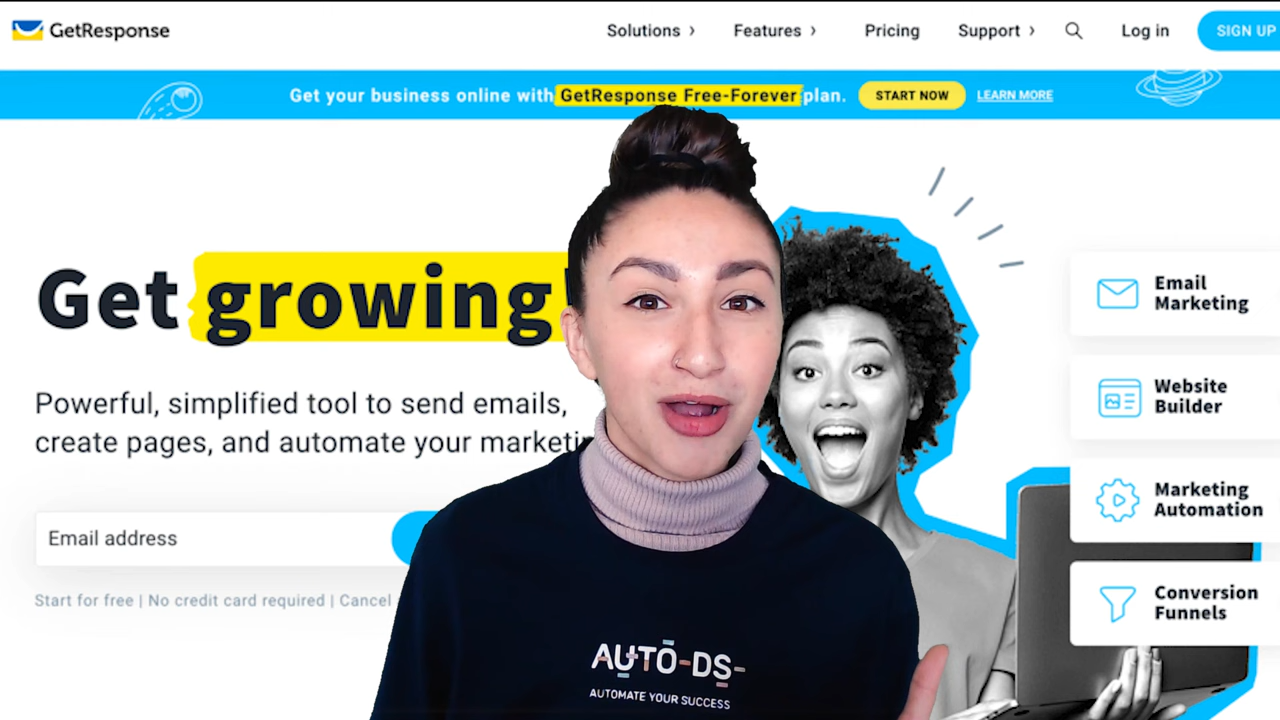 GetResponse
Solutions
Features
Pricing
Support
Log in
SIGN UP
Get your business online with GetResponse Free-Forever plan.
START NOW
LEARN MORE
Get growing
Powerful, simplified tool to send emails,
create pages, and automate your
Email address
Start for free | No credit card required | Cancel
Email
Marketing
Website
Builder
Marketing
Automation
Conversion
Funnels
AUTO-DS-
AUTOMATE YOUR SUCCESS